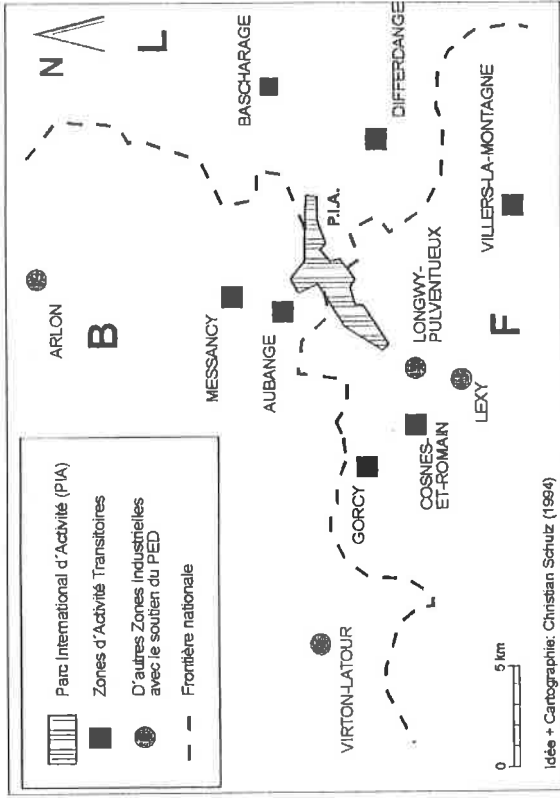 N
L
BASCHARAGE
DIFFERDANGE
ARLON
B
MESSANCY
AUBANGE
P.I.A.
VILLERS-LA-MONTAGNE
LONGWY-
PULVENTUEUX
F
LEXY
COSNES-
ET-ROMAIN
GORCY
VIRTON-LATOUR
Parc International d'Activité (PIA)
Zones d'Activité Transitoires
D'autres Zones Industrielles
avec le soutien du PED
Frontière nationale
0 5 km
Idée + Cartographie: Christian Schulz (1994)